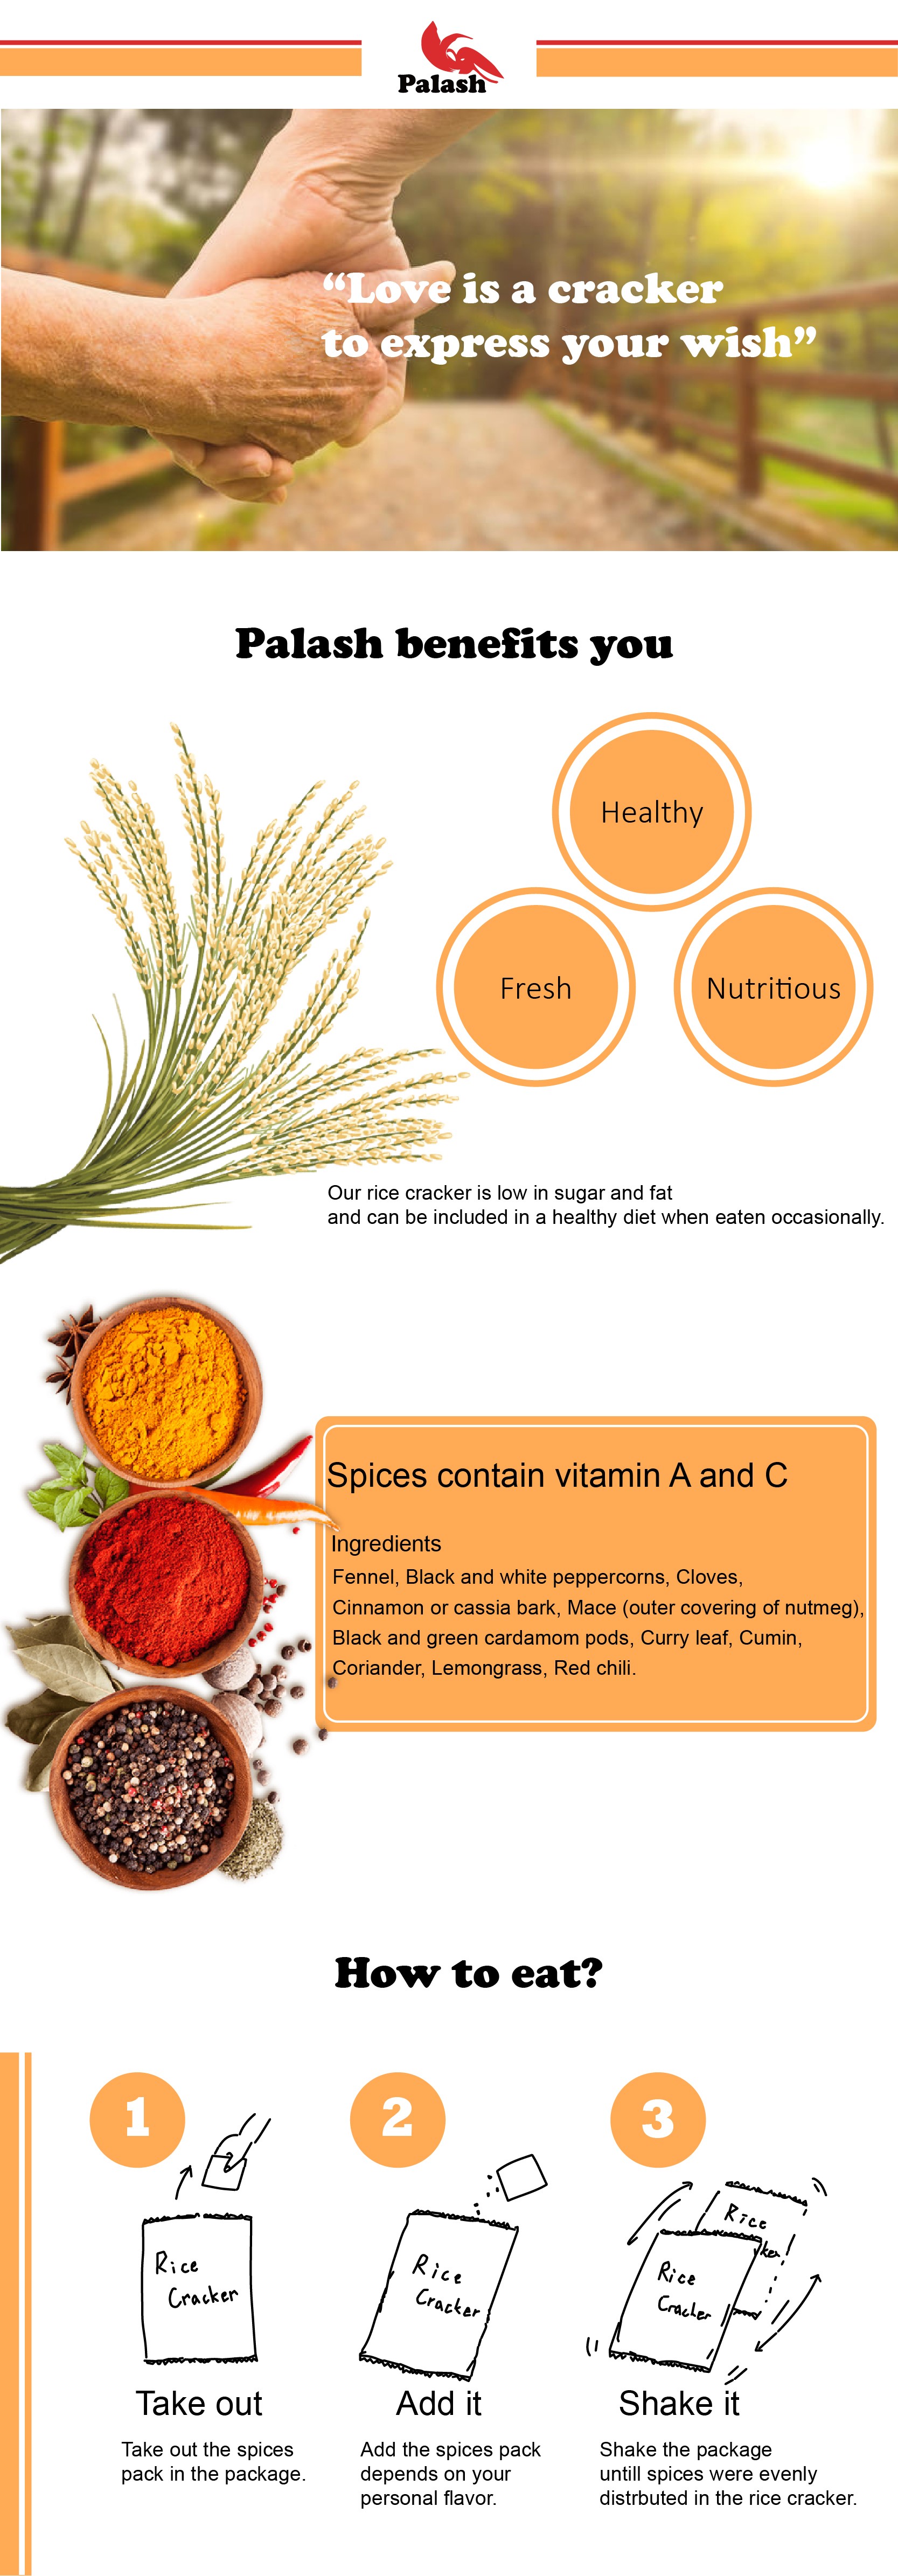 Palash
“Love is a cracker
to express your wish”
Palash benefits you
Healthy
Fresh
Nutritious
Our rice cracker is low in sugar and fat
and can be included in a healthy diet when eaten occasionally.
Spices contain vitamin A and C
Ingredients
Fennel, Black and white peppercorns, Cloves,
Cinnamon or cassia bark, Mace (outer covering of nutmeg),
Black and green cardamom pods, Curry leaf, Cumin,
Coriander, Lemongrass, Red chili.
How to eat?
1
2
3
Rice
Cracker
Rice
Cracker
Rice
ker
Rice
Cracker
Take out
Take out the spices
pack in the package.
Add it
Add the spices pack
depends on your
personal flavor.
Shake it
Shake the package
untill spices were evenly
distrbuted in the rice cracker.